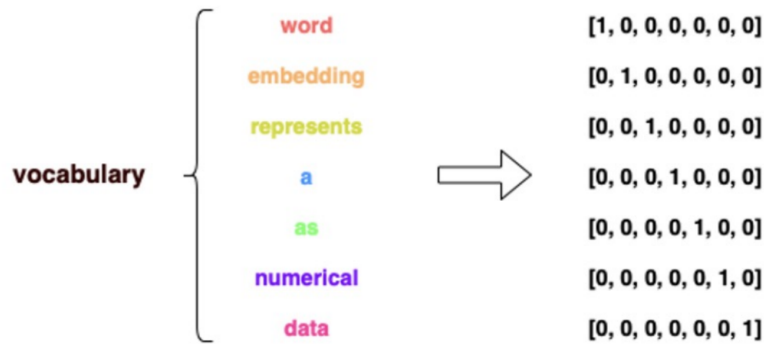 word [1, 0, 0, 0, 0, 0, 0]
embedding [0, 1, 0, 0, 0, 0, 0]
represents [0, 0, 1, 0, 0, 0, 0]
vocabulary a [0, 0, 0, 1, 0, 0, 0]
as [0, 0, 0, 0, 1, 0, 0]
numerical [0, 0, 0, 0, 0, 1, 0]
data [0, 0, 0, 0, 0, 0, 1]